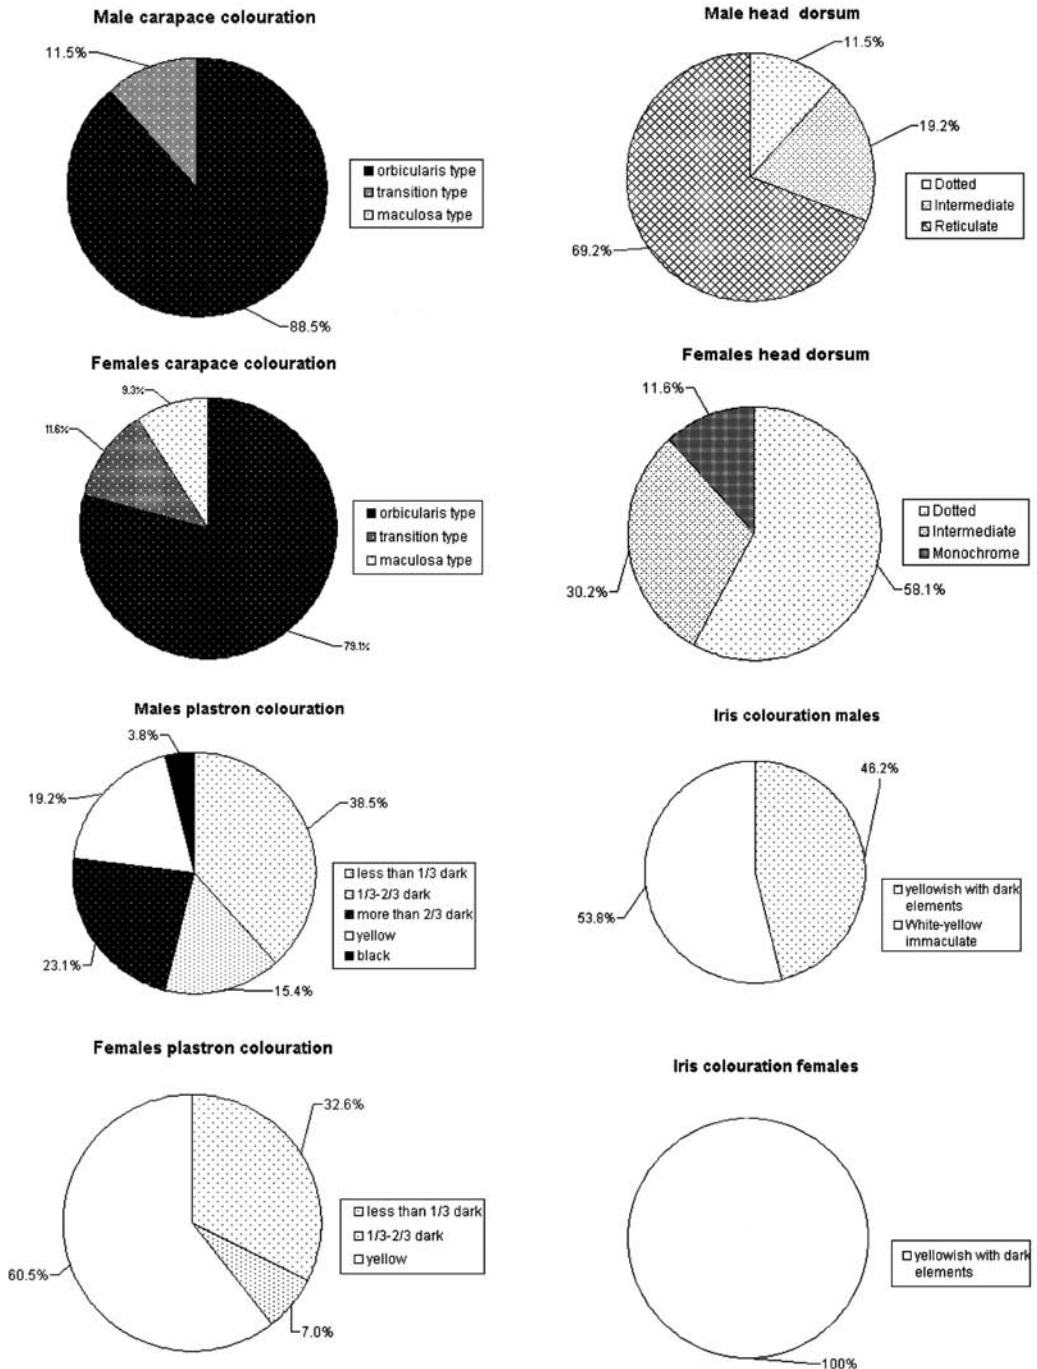 Male carapace colouration
11.5%
orbicularis type
transition type
maculosa type
88.5%
Male head dorsum
11.5%
19.2%
Dotted
Intermediate
Reticulate
69.2%
Females carapace colouration
9.3%
11.6%
orbicularis type
transition type
maculosa type
79.1%
Females head dorsum
11.6%
Dotted
Intermediate
Monochrome
30.2%
58.1%
Males plastron colouration
3.8%
19.2%
38.5%
less than 1/3 dark
1/3-2/3 dark
more than 2/3 dark
yellow
black
23.1%
15.4%
Iris colouration males
46.2%
yellowish with dark
elements
White-yellow
immaculate
53.8%
Females plastron colouration
32.6%
less than 1/3 dark
1/3-2/3 dark
yellow
60.5%
7.0%
Iris colouration females
yellowish with dark
elements
100%